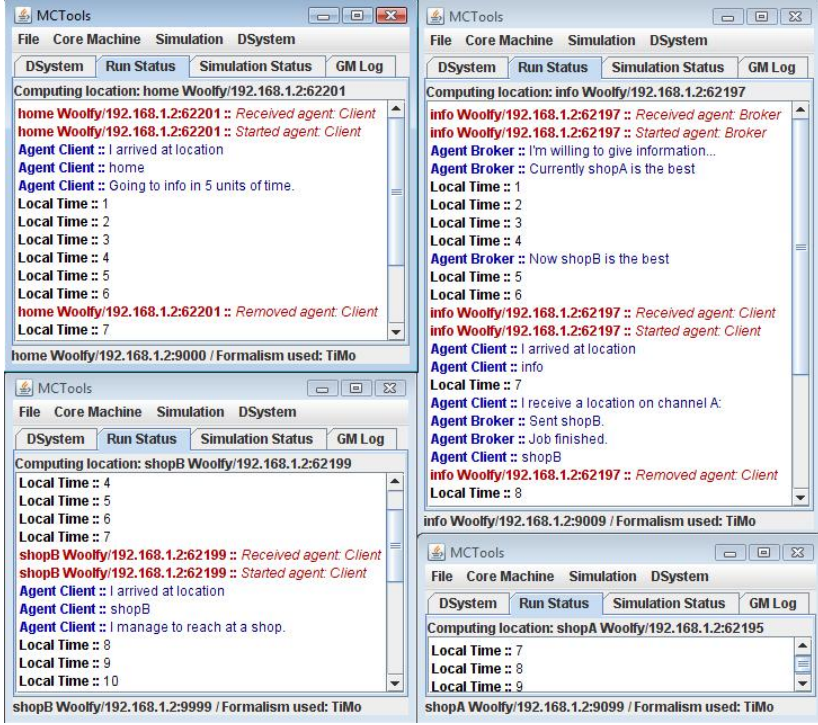 MCTools
File Core Machine Simulation DSystem
DSystem Run Status Simulation Status GM Log
Computing location: home Woolfy/192.168.1.2:62201
home Woolfy/192.168.1.2:62201 :: Received agent: Client
home Woolfy/192.168.1.2:62201 :: Started agent: Client
Agent Client :: I arrived at location
Agent Client :: home
Agent Client :: Going to info in 5 units of time.
Local Time :: 1
Local Time :: 2
Local Time :: 3
Local Time :: 4
Local Time :: 5
Local Time :: 6
home Woolfy/192.168.1.2:62201 :: Removed agent: Client
Local Time :: 7
home Woolfy/192.168.1.2:9000 / Formalism used: TiMo
MCTools
File Core Machine Simulation DSystem
DSystem Run Status Simulation Status GM Log
Computing location: info Woolfy/192.168.1.2:62197
info Woolfy/192.168.1.2:62197 :: Received agent: Broker
info Woolfy/192.168.1.2:62197 :: Started agent: Broker
Agent Broker :: I'm willing to give information...
Agent Broker :: Currently shopA is the best
Local Time :: 1
Local Time :: 2
Local Time :: 3
Local Time :: 4
Agent Broker :: Now shopB is the best
Local Time :: 5
Local Time :: 6
info Woolfy/192.168.1.2:62197 :: Received agent: Client
info Woolfy/192.168.1.2:62197 :: Started agent: Client
Agent Client :: I arrived at location
Agent Client :: info
Local Time :: 7
Agent Client :: I receive a location on channel A:
Agent Broker :: Sent shopB.
Agent Broker :: Job finished.
Agent Client :: shopB
info Woolfy/192.168.1.2:62197 :: Removed agent: Client
Local Time :: 8
info Woolfy/192.168.1.2:9009 / Formalism used: TiMo
MCTools
File Core Machine Simulation DSystem
DSystem Run Status Simulation Status GM Log
Computing location: shopB Woolfy/192.168.1.2:62199
Local Time :: 4
Local Time :: 5
Local Time :: 6
Local Time :: 7
shopB Woolfy/192.168.1.2:62199 :: Received agent: Client
shopB Woolfy/192.168.1.2:62199 :: Started agent: Client
Agent Client :: I arrived at location
Agent Client :: shopB
Agent Client :: I manage to reach at a shop.
Local Time :: 8
Local Time :: 9
Local Time :: 10
shopB Woolfy/192.168.1.2:9999 / Formalism used: TiMo
MCTools
File Core Machine Simulation DSystem
DSystem Run Status Simulation Status GM Log
Computing location: shopA Woolfy/192.168.1.2:62195
Local Time :: 7
Local Time :: 8
Local Time :: 9
shopA Woolfy/192.168.1.2:9099 / Formalism used: TiMo